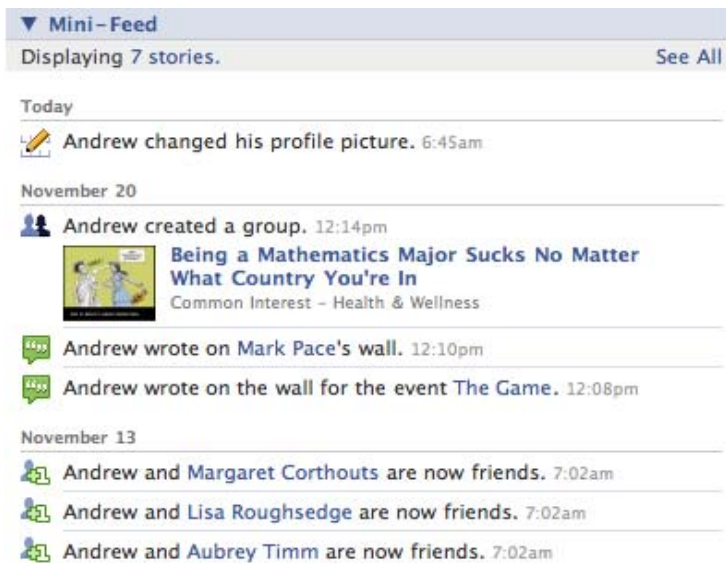 ▼ Mini-Feed
Displaying 7 stories. See All
Today
Andrew changed his profile picture. 6:45am
November 20
Andrew created a group. 12:14pm
Being a Mathematics Major Sucks No Matter
What Country You're In
Common Interest - Health & Wellness
Andrew wrote on Mark Pace's wall. 12:10pm
Andrew wrote on the wall for the event The Game. 12:08pm
November 13
Andrew and Margaret Corthouts are now friends. 7:02am
Andrew and Lisa Roughsedge are now friends. 7:02am
Andrew and Aubrey Timm are now friends. 7:02am